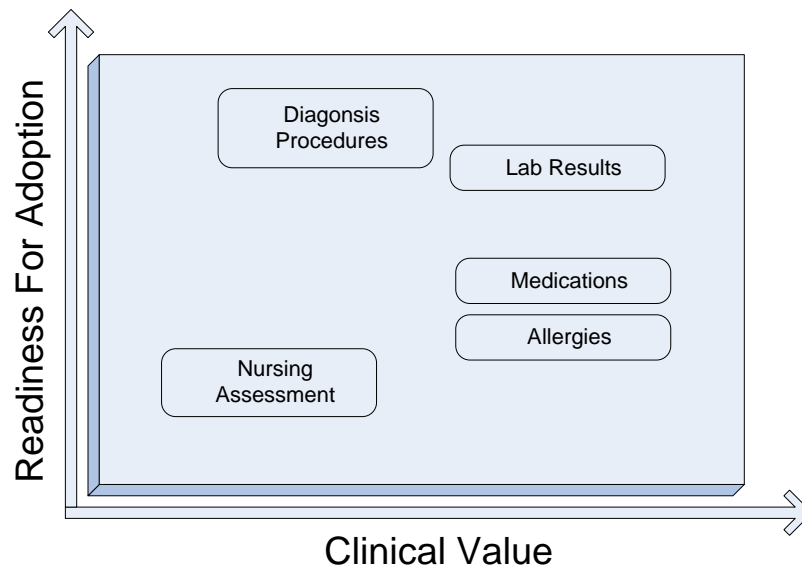 Readiness For Adoption
Diagonsis
Procedures
Lab Results
Medications
Allergies
Nursing
Assessment
Clinical Value